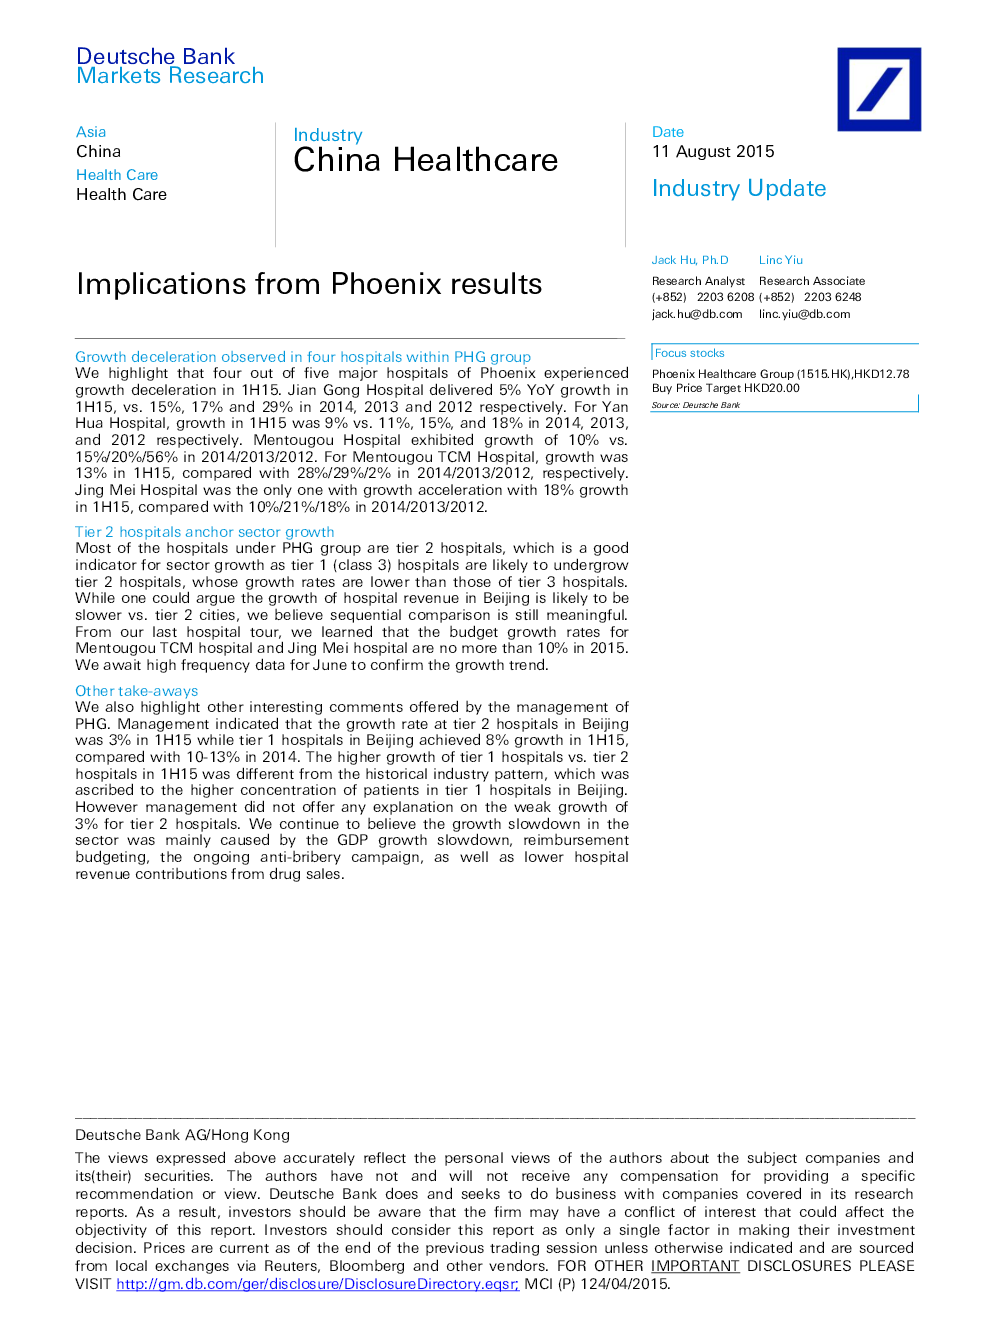 Deutsche Bank
Markets Research
Asia
China
Health Care
Health Care
Industry
China Healthcare
Date
11 August 2015
Industry Update
Implications from Phoenix results
Jack Hu, Ph.D Linc Yiu
Research Analyst Research Associate
(+852) 2203 6208 (+852) 2203 6248
jack.hu@db.com linc.yiu@db.com
Focus stocks
Phoenix Healthcare Group (1515.HK),HKD12.78
Buy Price Target HKD20.00
Source: Deutsche Bank
Growth deceleration observed in four hospitals within PHG group
We highlight that four out of five major hospitals of Phoenix experienced
growth deceleration in 1H15. Jian Gong Hospital delivered 5% YoY growth in
1H15, vs. 15%, 17% and 29% in 2014, 2013 and 2012 respectively. For Yan
Hua Hospital, growth in 1H15 was 9% vs. 11%, 15%, and 18% in 2014, 2013,
and 2012 respectively. Mentougou Hospital exhibited growth of 10% vs.
15%/20%/56% in 2014/2013/2012. For Mentougou TCM Hospital, growth was
13% in 1H15, compared with 28%/29%/2% in 2014/2013/2012, respectively.
Jing Mei Hospital was the only one with growth acceleration with 18% growth
in 1H15, compared with 10%/21%/18% in 2014/2013/2012.
Tier 2 hospitals anchor sector growth
Most of the hospitals under PHG group are tier 2 hospitals, which is a good
indicator for sector growth as tier 1 (class 3) hospitals are likely to undergrow
tier 2 hospitals, whose growth rates are lower than those of tier 3 hospitals.
While one could argue the growth of hospital revenue in Beijing is likely to be
slower vs. tier 2 cities, we believe sequential comparison is still meaningful.
From our last hospital tour, we learned that the budget growth rates for
Mentougou TCM hospital and Jing Mei hospital are no more than 10% in 2015.
We await high frequency data for June to confirm the growth trend.
Other take-aways
We also highlight other interesting comments offered by the management of
PHG. Management indicated that the growth rate at tier 2 hospitals in Beijing
was 3% in 1H15 while tier 1 hospitals in Beijing achieved 8% growth in 1H15,
compared with 10-13% in 2014. The higher growth of tier 1 hospitals vs. tier 2
hospitals in 1H15 was different from the historical industry pattern, which was
ascribed to the higher concentration of patients in tier 1 hospitals in Beijing.
However management did not offer any explanation on the weak growth of
3% for tier 2 hospitals. We continue to believe the growth slowdown in the
sector was mainly caused by the GDP growth slowdown, reimbursement
budgeting, the ongoing anti-bribery campaign, as well as lower hospital
revenue contributions from drug sales.
Deutsche Bank AG/Hong Kong
The views expressed above accurately reflect the personal views of the authors about the subject companies and
its(their) securities. The authors have not and will not receive any compensation for providing a specific
recommendation or view. Deutsche Bank does and seeks to do business with companies covered in its research
reports. As a result, investors should be aware that the firm may have a conflict of interest that could affect the
objectivity of this report. Investors should consider this report as only a single factor in making their investment
decision. Prices are current as of the end of the previous trading session unless otherwise indicated and are sourced
from local exchanges via Reuters, Bloomberg and other vendors. FOR OTHER IMPORTANT DISCLOSURES PLEASE
VISIT http://gm.db.com/ger/disclosure/DisclosureDirectory.eqsr; MCI (P) 124/04/2015.